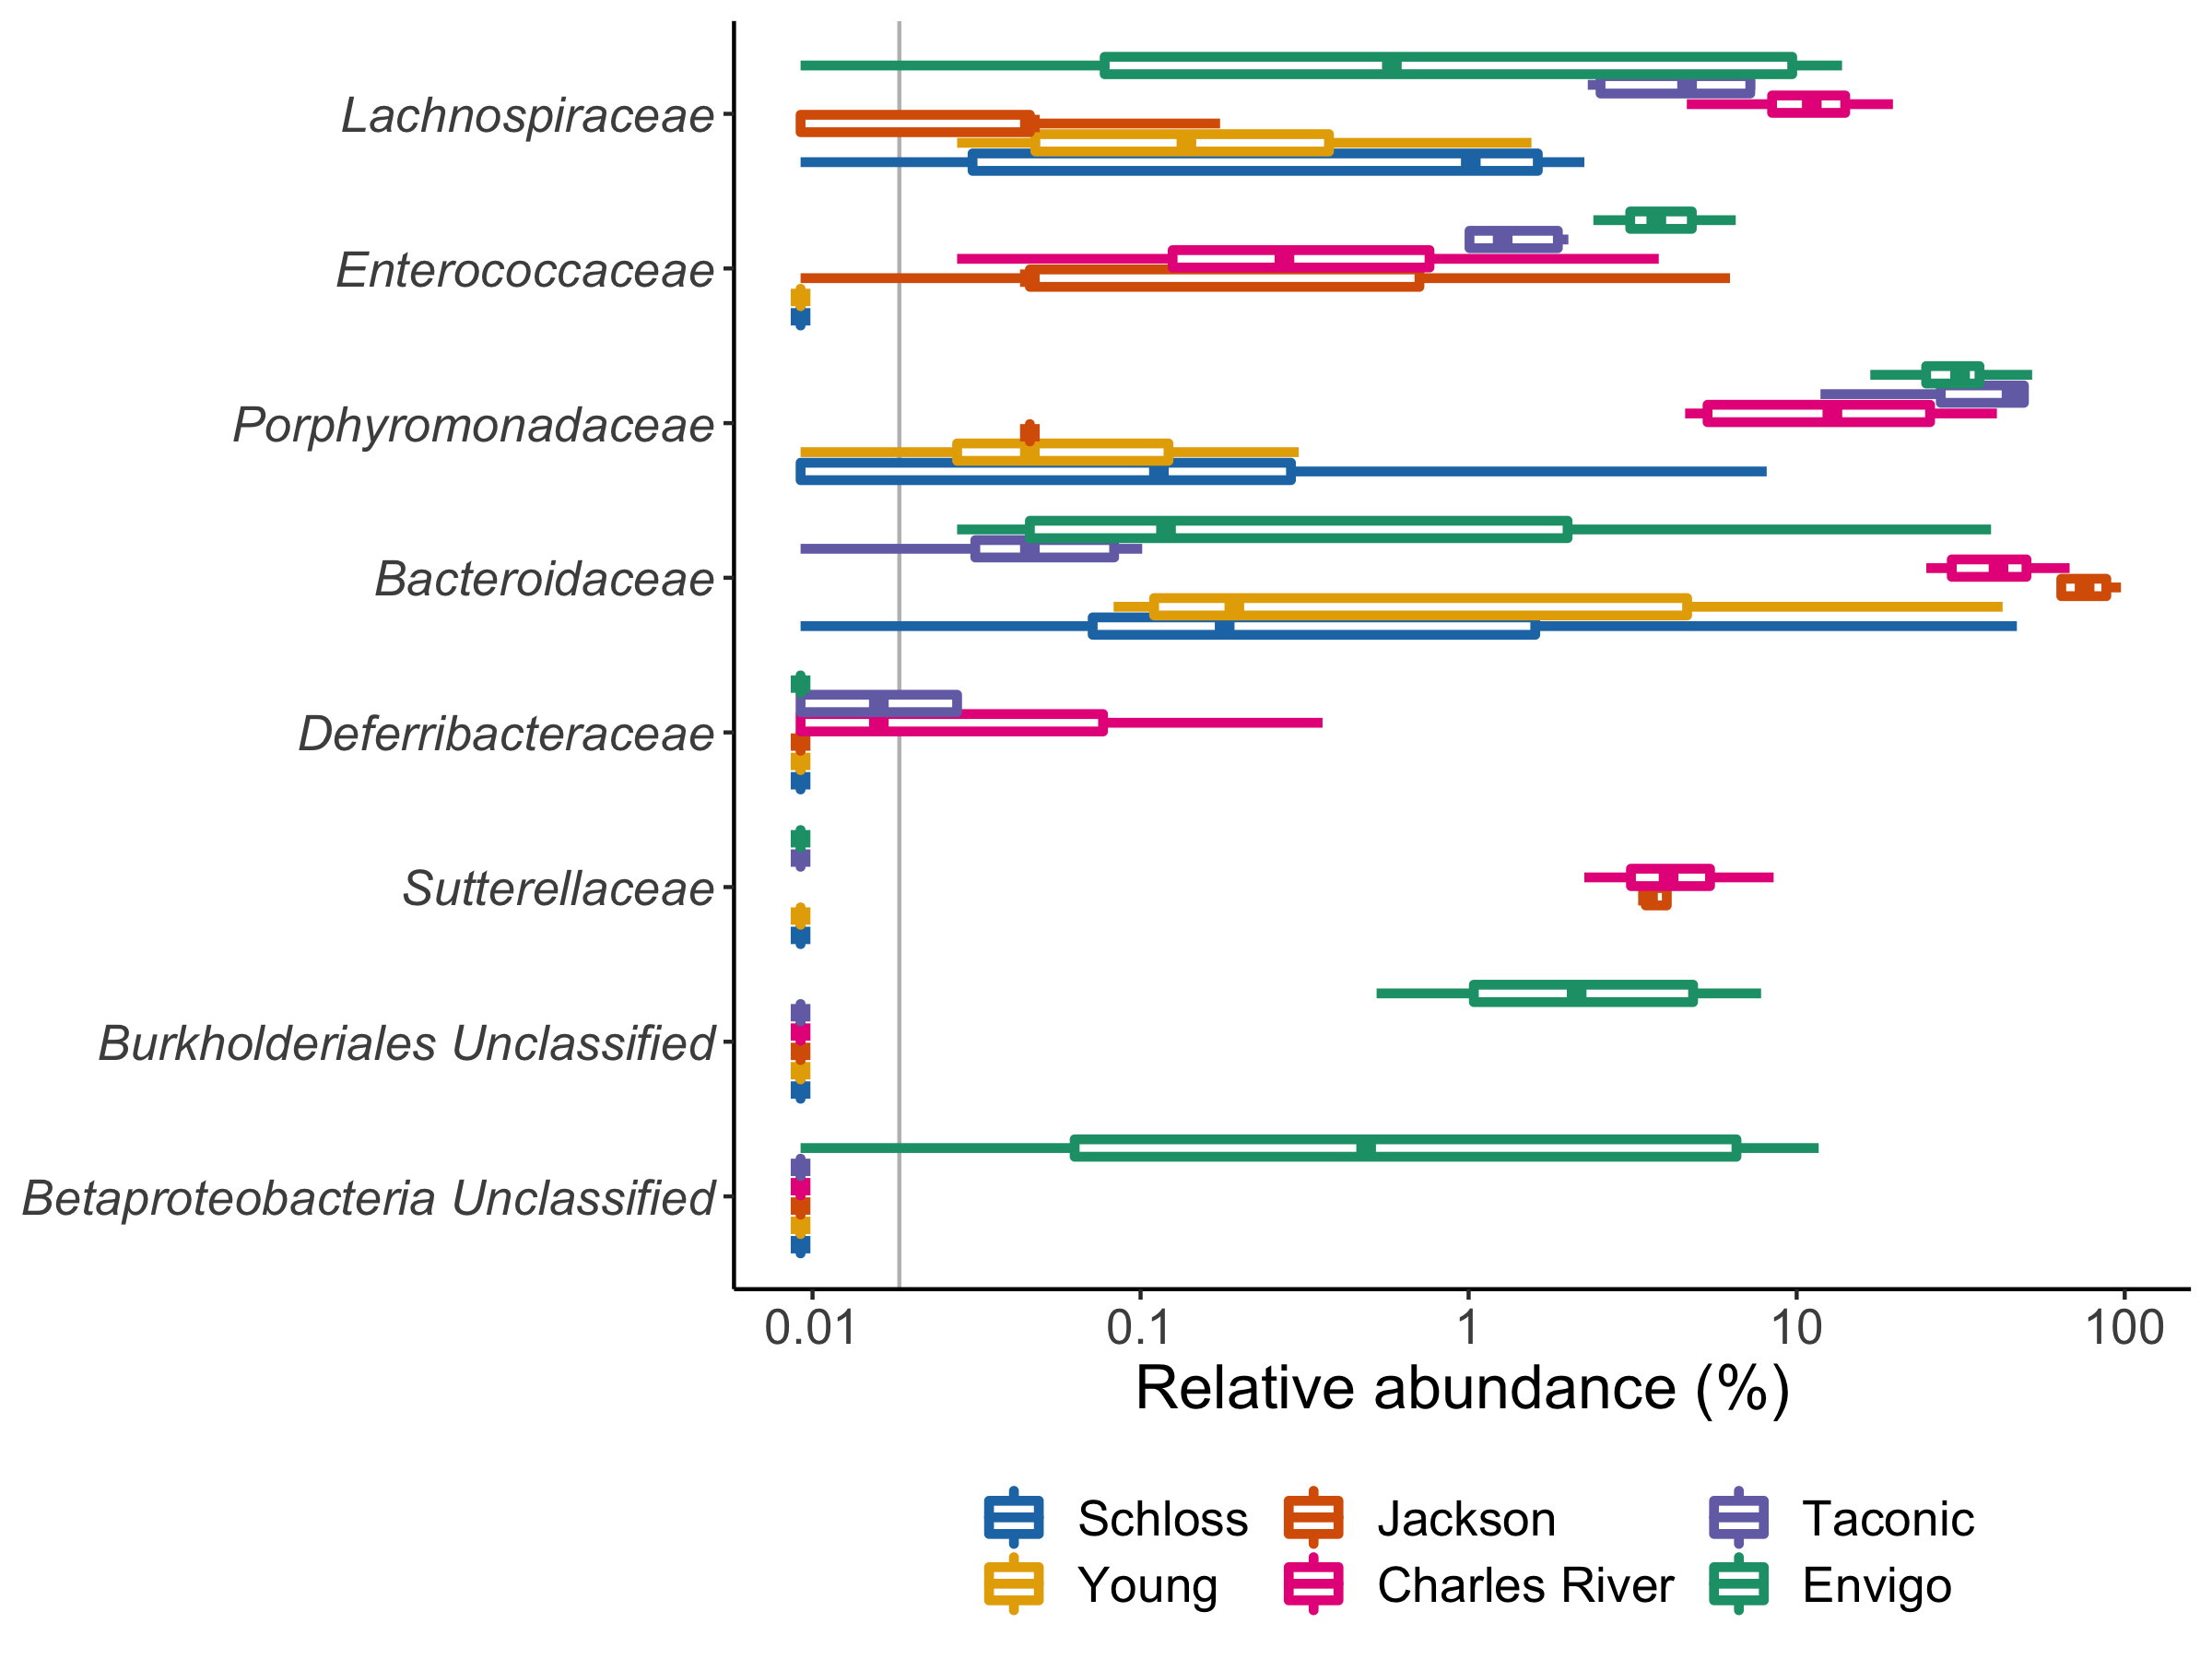 Lachnospiraceae
Enterococcaceae
Porphyromonadaceae
Bacteroidaceae
Deferribacteraceae
Sutterellaceae
Burkholderiales Unclassified
Betaproteobacteria Unclassified
0.01 0.1 1 10 100
Relative abundance (%)
Schloss Jackson Taconic
Young Charles River Envigo